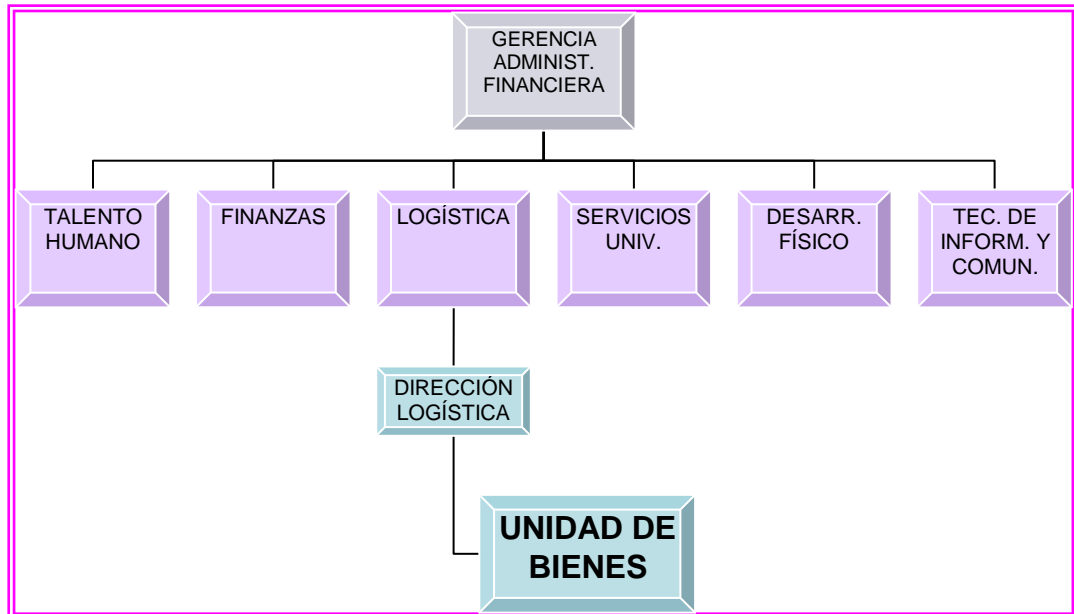 GERENCIA
ADMINIST.
FINANCIERA
TALENTO
HUMANO
FINANZAS
LOGÍSTICA
SERVICIOS
UNIV.
DESARR.
FÍSICO
TEC. DE
INFORM. Y
COMUN.
DIRECCIÓN
LOGÍSTICA
UNIDAD DE
BIENES